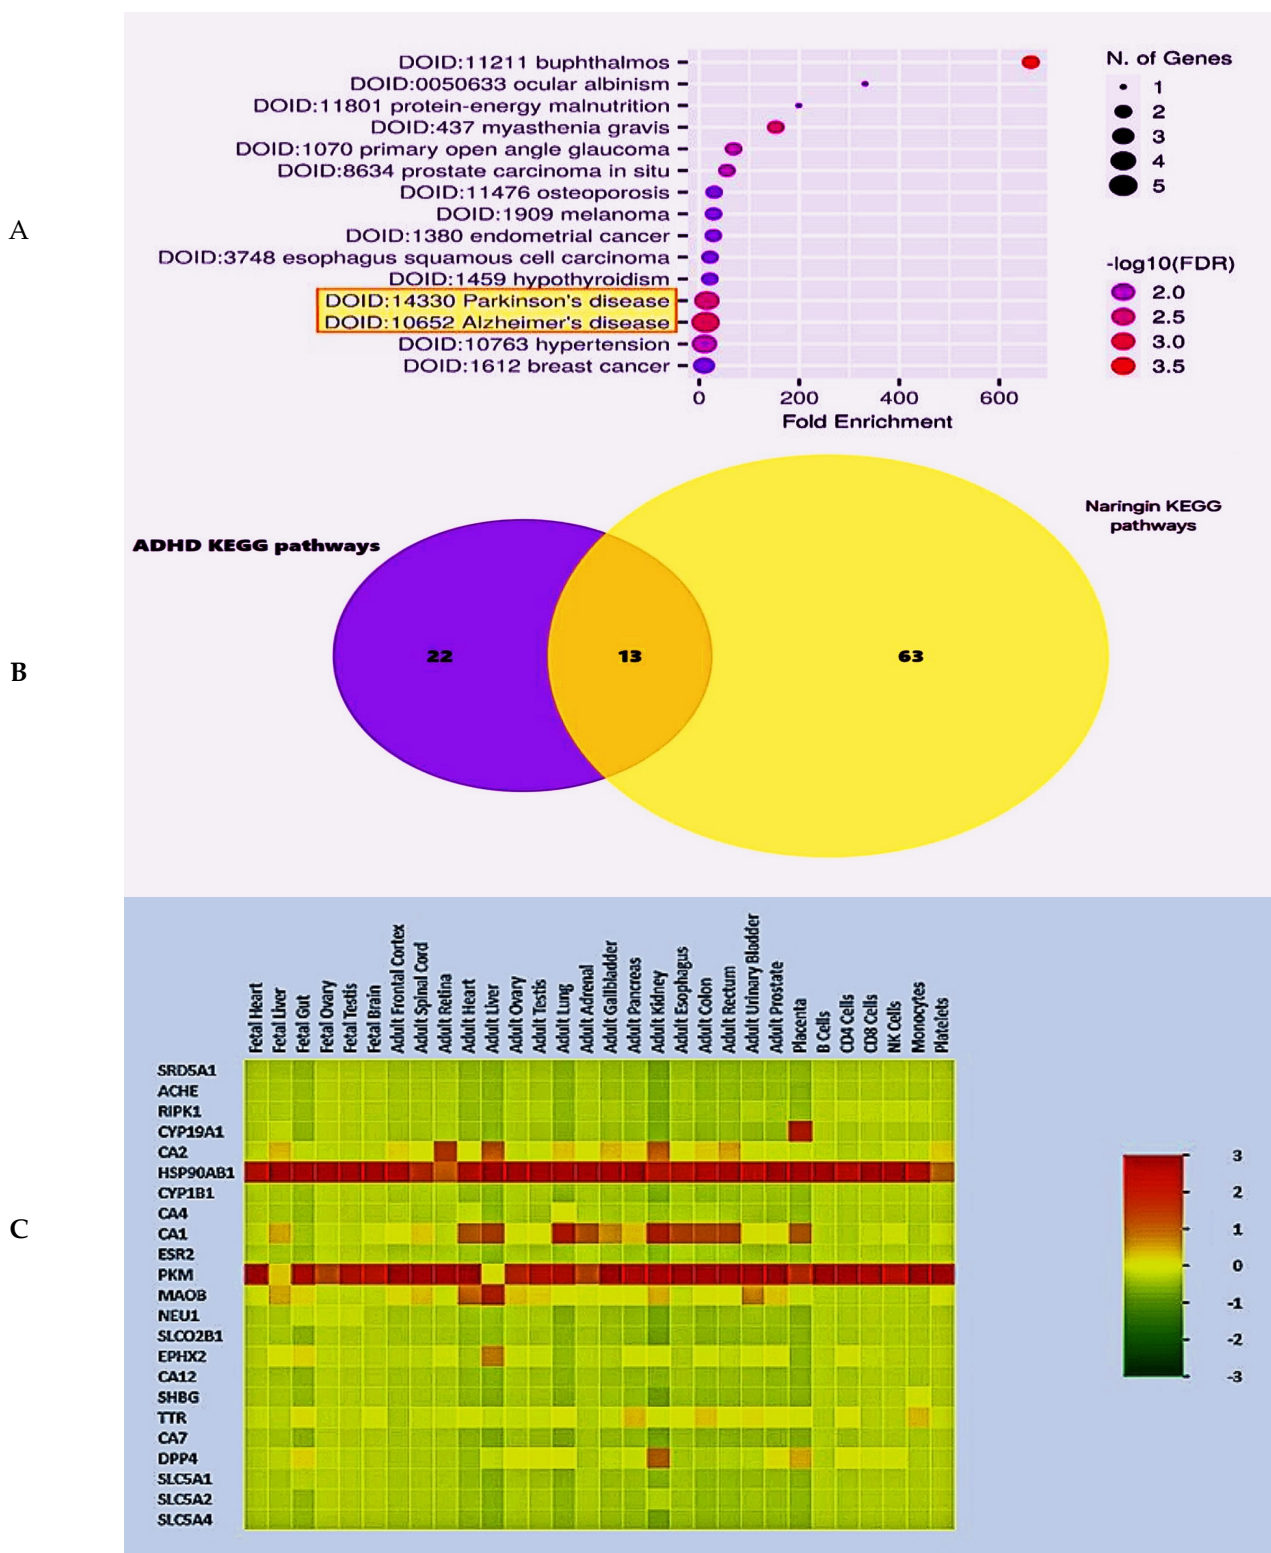 A
DOID:11211 buphthalmos
DOID:0050633 ocular albinism
DOID:11801 protein-energy malnutrition
DOID:437 myasthenia gravis
DOID:1070 primary open angle glaucoma
DOID:8634 prostate carcinoma in situ
DOID:11476 osteoporosis
DOID:1909 melanoma
DOID:1380 endometrial cancer
DOID:3748 esophagus squamous cell carcinoma
DOID:1459 hypothyroidism
DOID:14330 Parkinson's disease
DOID:10652 Alzheimer's disease
DOID:10763 hypertension
DOID:1612 breast cancer
0 200 400 600
Fold Enrichment
N. of Genes
1
2
3
4
5
-log10(FDR)
2.0
2.5
3.0
3.5
B
ADHD KEGG pathways
Naringin KEGG
pathways
22 13 63
C
Fetal Heart
Fetal Liver
Fetal Gut
Fetal Ovary
Fetal Testis
Fetal Brain
Adult Frontal Cortex
Adult Spinal Cord
Adult Retina
Adult Heart
Adult Liver
Adult Ovary
Adult Testis
Adult Lung
Adult Adrenal
Adult Gallbladder
Adult Pancreas
Adult Kidney
Adult Esophagus
Adult Colon
Adult Rectum
Adult Urinary Bladder
Adult Prostate
Placenta
B Cells
CD4 Cells
CD8 Cells
NK Cells
Monocytes
Platelets
SRD5A1
ACHE
RIPK1
CYP19A1
CA2
HSP90AB1
CYP1B1
CA4
CA1
ESR2
PKM
MAOB
NEU1
SLCO2B1
EPHX2
CA12
SHBG
TTR
CA7
DPP4
SLC5A1
SLC5A2
SLC5A4
3
2
1
0
-1
-2
-3